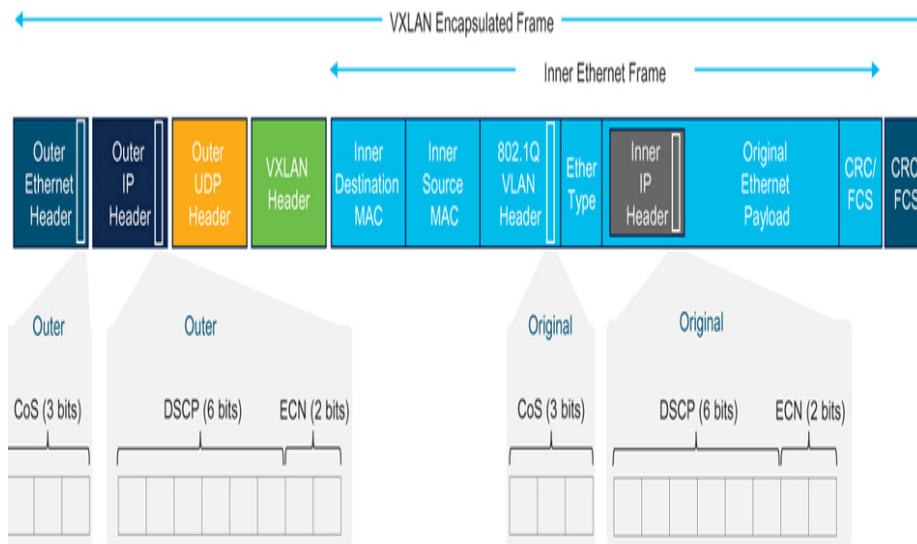 VXLAN Encapsulated Frame
Inner Ethernet Frame
Outer
Ethernet
Header
Outer
IP
Header
Outer
UDP
Header
VXLAN
Header
Inner
Destination
MAC
Inner
Source
MAC
802.1Q
VLAN
Header
Ether
Type
Inner
IP
Header
Original
Ethernet
Payload
CRC/
FCS
CRC/
FCS
Outer
Outer
Original
Original
CoS (3 bits)
DSCP (6 bits)
ECN (2 bits)
CoS (3 bits)
DSCP (6 bits)
ECN (2 bits)